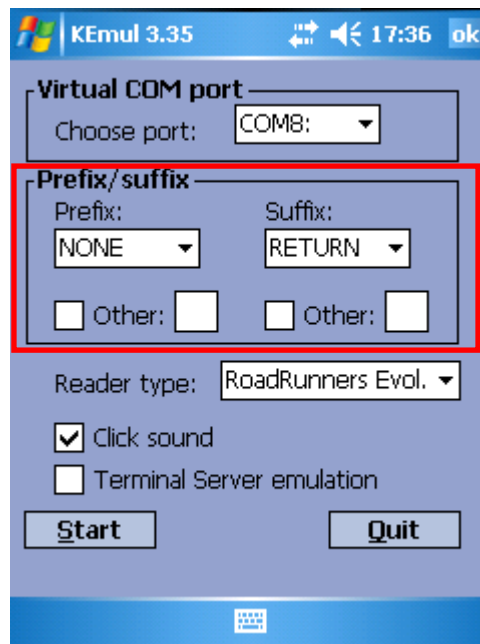 KEmul 3.35 17:36 ok
Virtual COM port
Choose port: COM8:
Prefix/suffix
Prefix: Suffix:
NONE RETURN
Other: Other:
Reader type: RoadRunners Evol.
Click sound
Terminal Server emulation
Start Quit